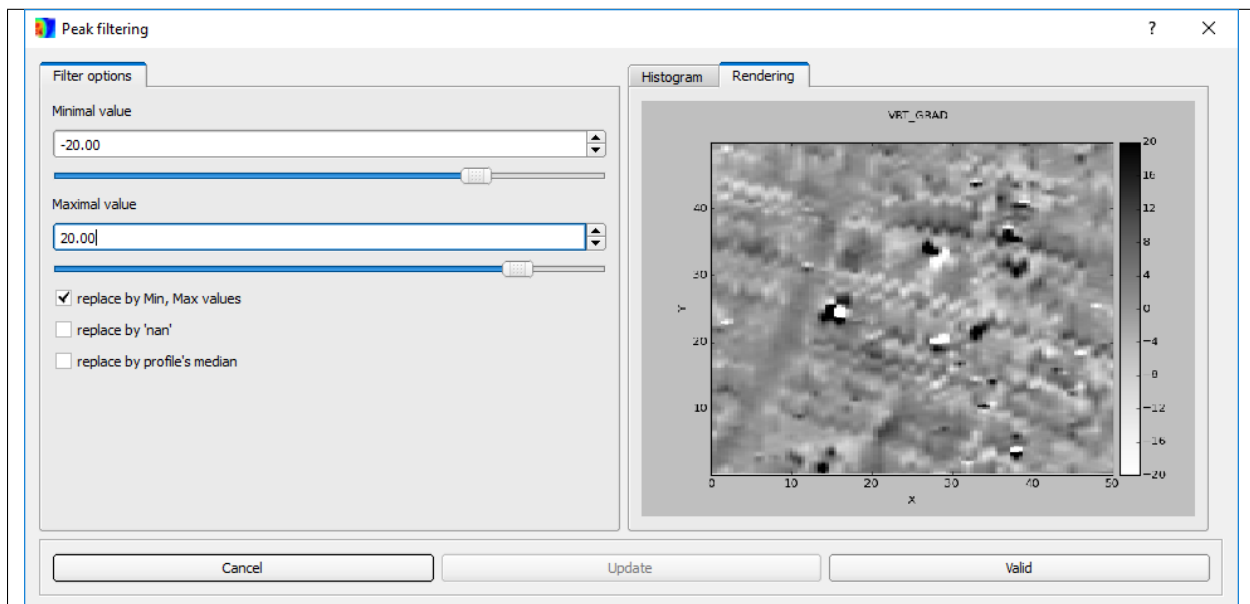 Peak filtering
?
Filter options
Minimal value
-20.00
Maximal value
20.00
replace by Min, Max values
replace by 'nan'
replace by profile's median
Histogram
Rendering
VRT_GRAD
40
30
20
10
0
10
20
30
40
50
X
Y
20
16
12
8
4
0
−4
−8
−12
−16
−20
Cancel
Update
Valid